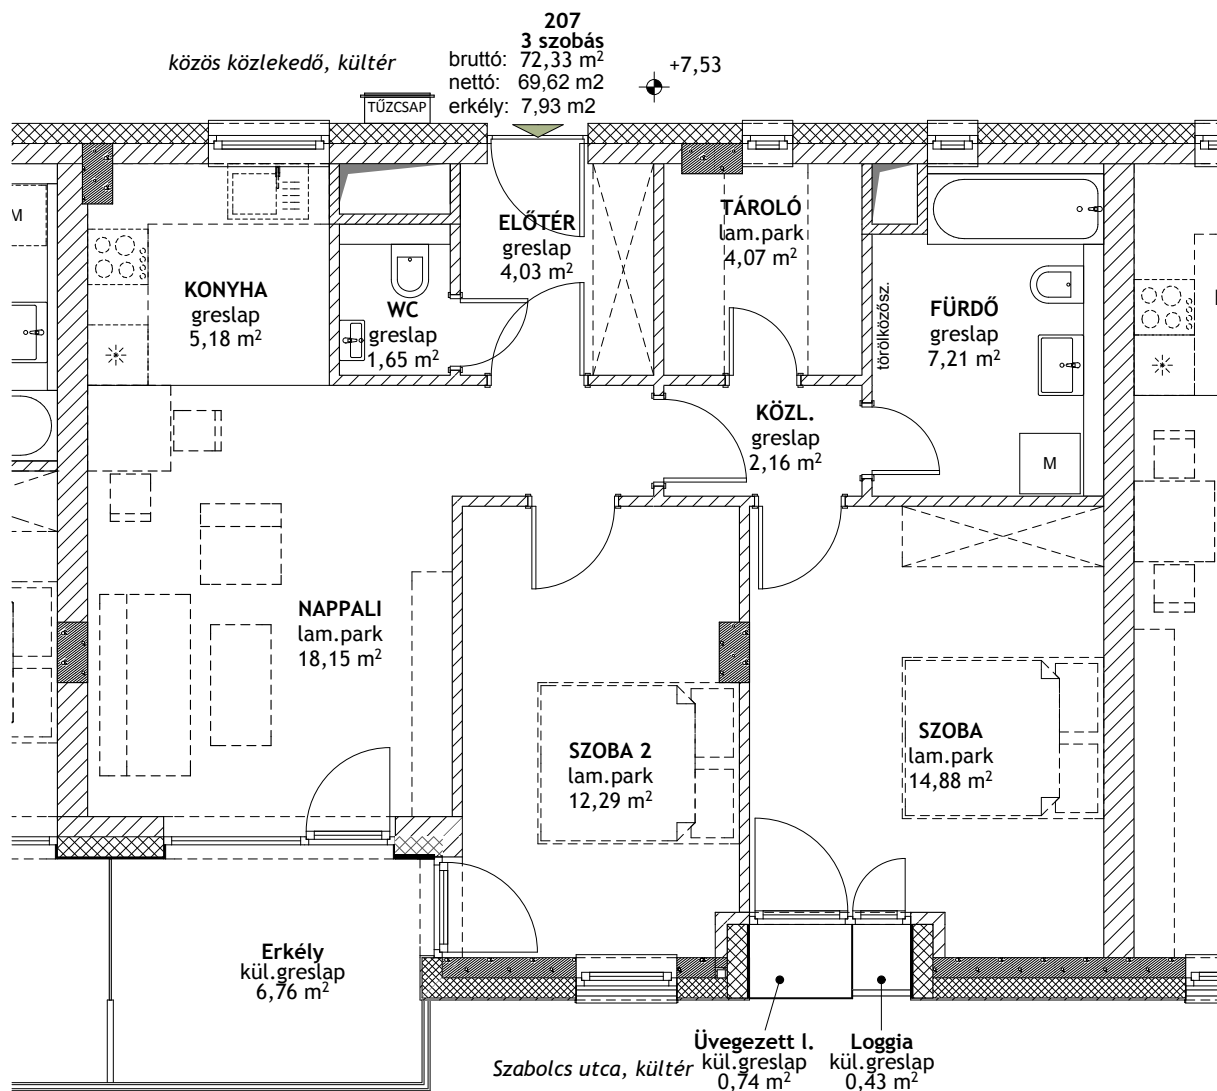 207
3 szobás
közös közlekedő, kültér
bruttó: 72,33 m²
nettó: 69,62 m2
erkély: 7,93 m2
+7,53
TŰZCSAP
M
ELŐTÉR
greslap
4,03 m²
TÁROLÓ
lam.park
4,07 m²
KONYHA
greslap
5,18 m²
WC
greslap
1,65 m²
törölközősz.
FÜRDŐ
greslap
7,21 m²
KÖZL.
greslap
2,16 m²
M
NAPPALI
lam.park
18,15 m²
SZOBA 2
lam.park
12,29 m²
SZOBA
lam.park
14,88 m²
Erkély
kül.greslap
6,76 m²
Szabolcs utca, kültér
Üvegezett l.
kül.greslap
0,74 m²
Loggia
kül.greslap
0,43 m²